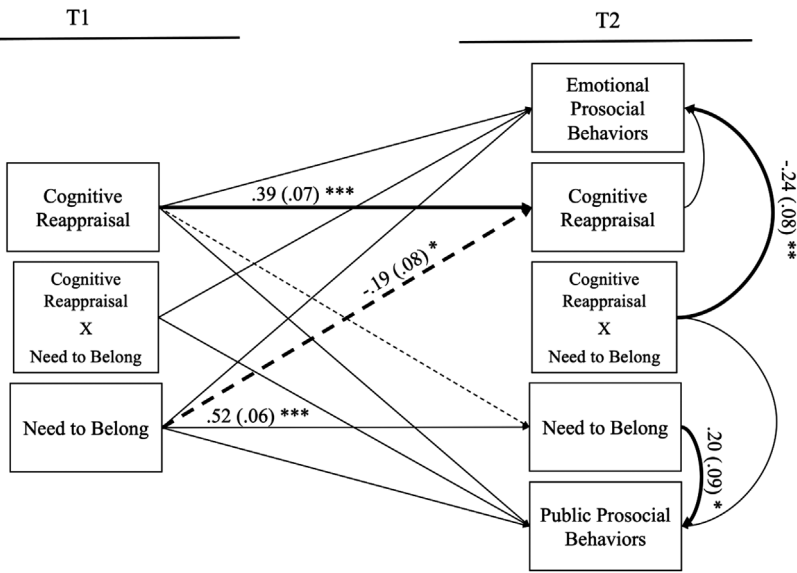 T1
T2
Emotional
Prosocial
Behaviors
Cognitive
Reappraisal
.39 (.07) ***
Cognitive
Reappraisal
-.24 (.08) **
-.19 (.08) *
Cognitive
Reappraisal
X
Need to Belong
Cognitive
Reappraisal
X
Need to Belong
Need to Belong
.52 (.06) ***
Need to Belong
.20 (.09) *
Public Prosocial
Behaviors